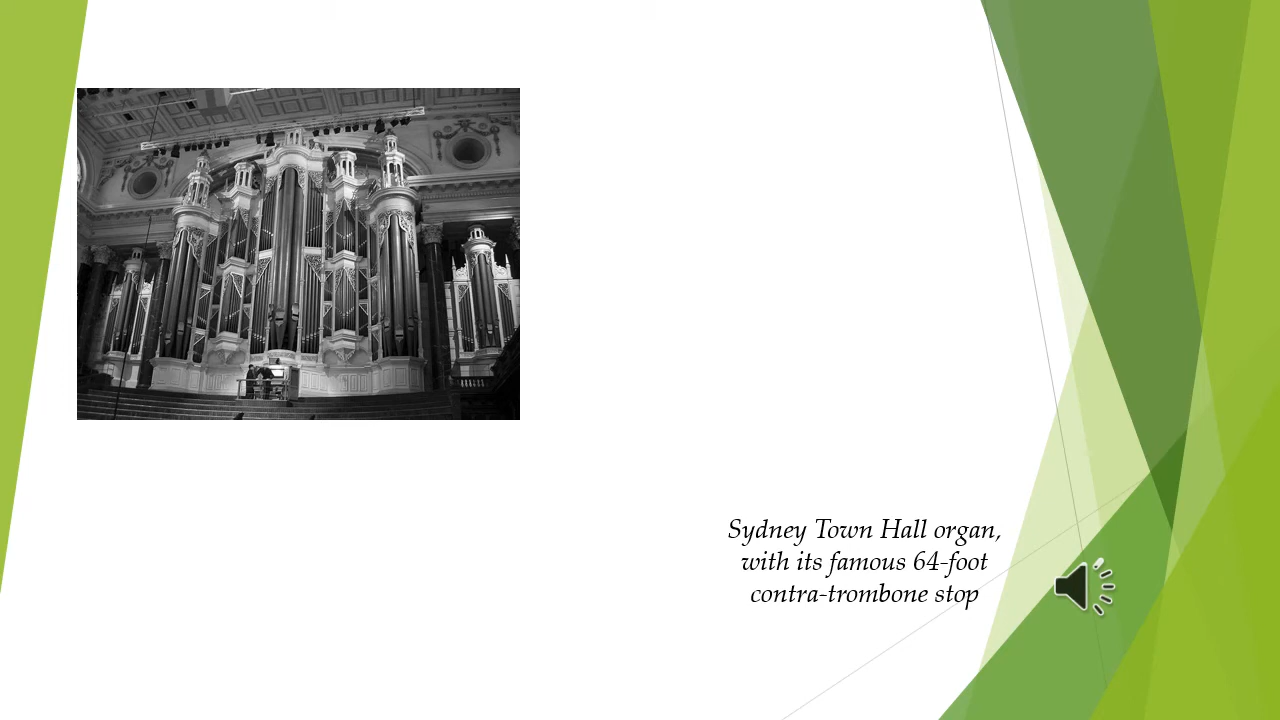 Sydney Town Hall organ,
with its famous 64-foot
contra-trombone stop